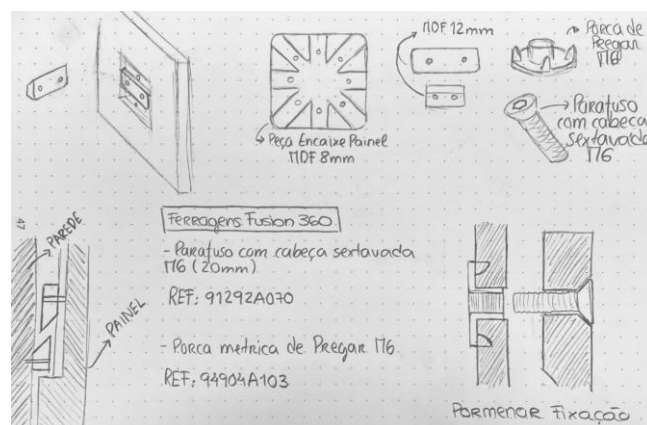 MDF 12mm
Porca de
Pregar
M6
Peça Encaixe Painel
MDF 8mm
Parafuso
com cabeça
sextavada
M6
47
PAREDE
PAINEL
Ferragens Fusion 360
- Parafuso com cabeça sextavada
M6 (20mm)
REF: 91292A070
- Porca metrica de Pregar M6
REF: 94904A103
PORMENOR FIXAÇÃO